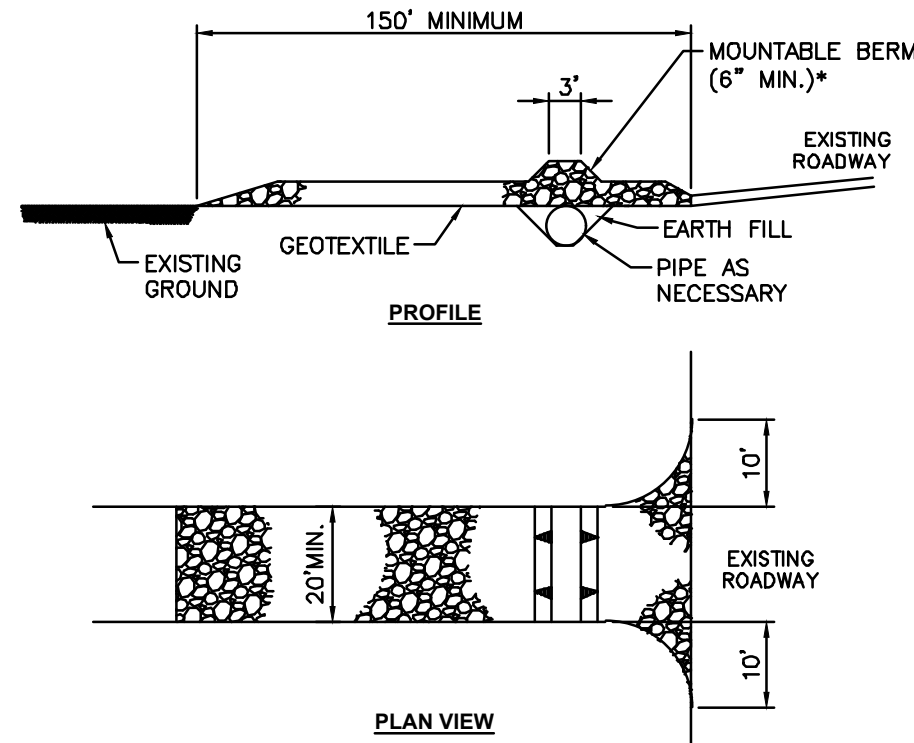 150' MINIMUM
MOUNTABLE BERM
(6" MIN.)*
3'
EXISTING
ROADWAY
GEOTEXTILE
EARTH FILL
EXISTING
GROUND
PIPE AS
NECESSARY
PROFILE
10'
20'MIN.
EXISTING
ROADWAY
10'
PLAN VIEW